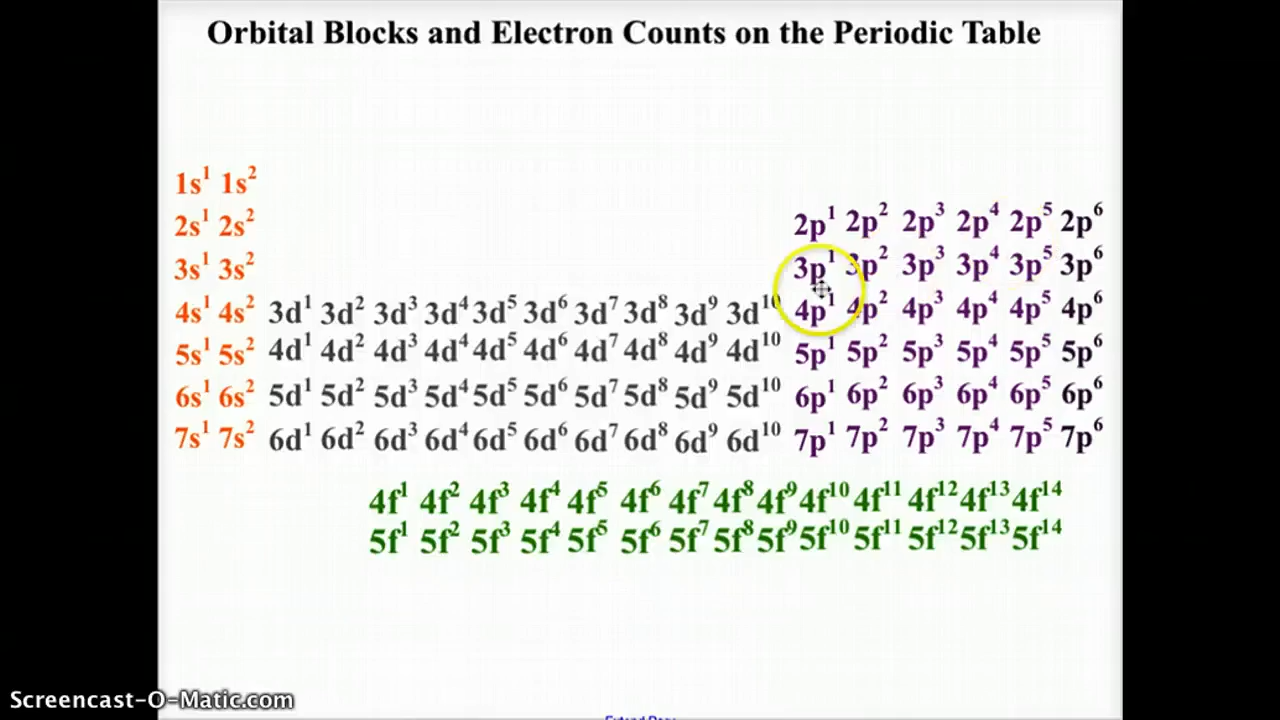 Orbital Blocks and Electron Counts on the Periodic Table
1s¹ 1s²
2s¹ 2s² 2p¹ 2p² 2p³ 2p⁴ 2p⁵ 2p⁶
3s¹ 3s² 3p¹ 3p² 3p³ 3p⁴ 3p⁵ 3p⁶
4s¹ 4s² 3d¹ 3d² 3d³ 3d⁴ 3d⁵ 3d⁶ 3d⁷ 3d⁸ 3d⁹ 3d¹⁰ 4p¹ 4p² 4p³ 4p⁴ 4p⁵ 4p⁶
5s¹ 5s² 4d¹ 4d² 4d³ 4d⁴ 4d⁵ 4d⁶ 4d⁷ 4d⁸ 4d⁹ 4d¹⁰ 5p¹ 5p² 5p³ 5p⁴ 5p⁵ 5p⁶
6s¹ 6s² 5d¹ 5d² 5d³ 5d⁴ 5d⁵ 5d⁶ 5d⁷ 5d⁸ 5d⁹ 5d¹⁰ 6p¹ 6p² 6p³ 6p⁴ 6p⁵ 6p⁶
7s¹ 7s² 6d¹ 6d² 6d³ 6d⁴ 6d⁵ 6d⁶ 6d⁷ 6d⁸ 6d⁹ 6d¹⁰ 7p¹ 7p² 7p³ 7p⁴ 7p⁵ 7p⁶
4f¹ 4f² 4f³ 4f⁴ 4f⁵ 4f⁶ 4f⁷ 4f⁸ 4f⁹ 4f¹⁰ 4f¹¹ 4f¹² 4f¹³ 4f¹⁴
5f¹ 5f² 5f³ 5f⁴ 5f⁵ 5f⁶ 5f⁷ 5f⁸ 5f⁹ 5f¹⁰ 5f¹¹ 5f¹² 5f¹³ 5f¹⁴
Screencast-O-Matic.com